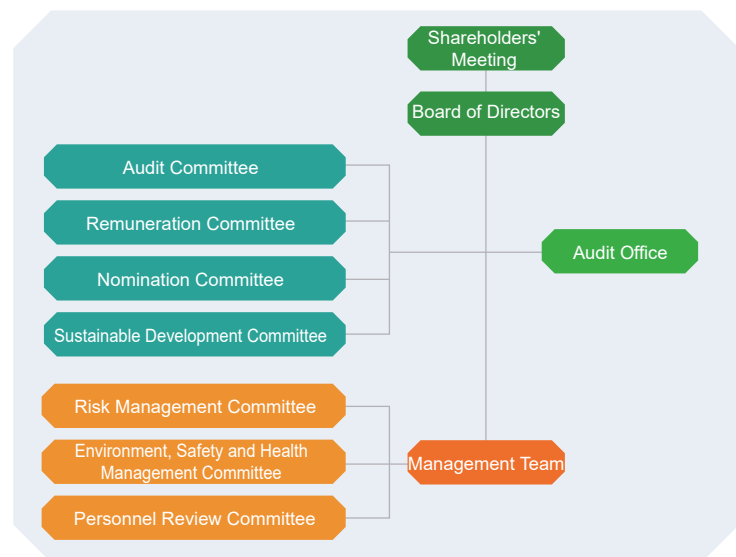 Shareholders'
Meeting
Board of Directors
Audit Committee
Remuneration Committee
Nomination Committee
Sustainable Development Committee
Audit Office
Risk Management Committee
Environment, Safety and Health
Management Committee
Personnel Review Committee
Management Team